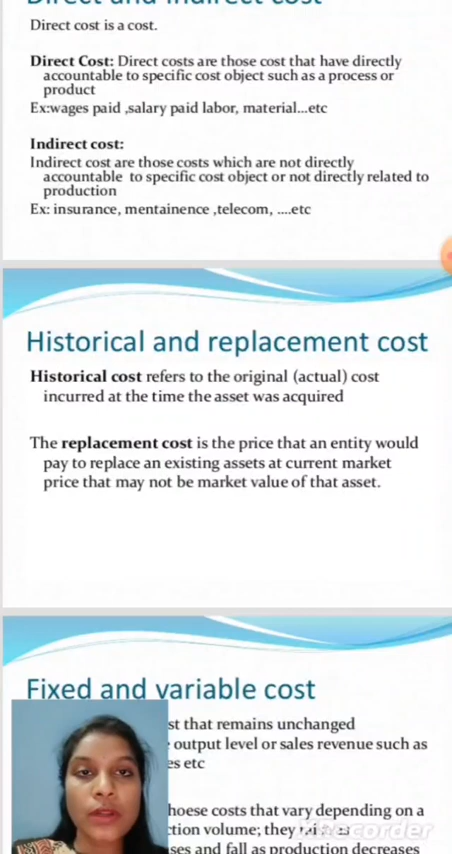 Direct and indirect cost
Direct cost is a cost.
Direct Cost: Direct costs are those cost that have directly
accountable to specific cost object such as a process or
product
Ex:wages paid ,salary paid labor, material...etc
Indirect cost:
Indirect cost are those costs which are not directly
accountable to specific cost object or not directly related to
production
Ex: insurance, mentainence ,telecom, ....etc
Historical and replacement cost
Historical cost refers to the original (actual) cost
incurred at the time the asset was acquired
The replacement cost is the price that an entity would
pay to replace an existing assets at current market
price that may not be market value of that asset.
Fixed and variable cost
st that remains unchanged
output level or sales revenue such as
es etc
hoese costs that vary depending on a
ction volume; they
ses and fall as production decreases
XRecorder